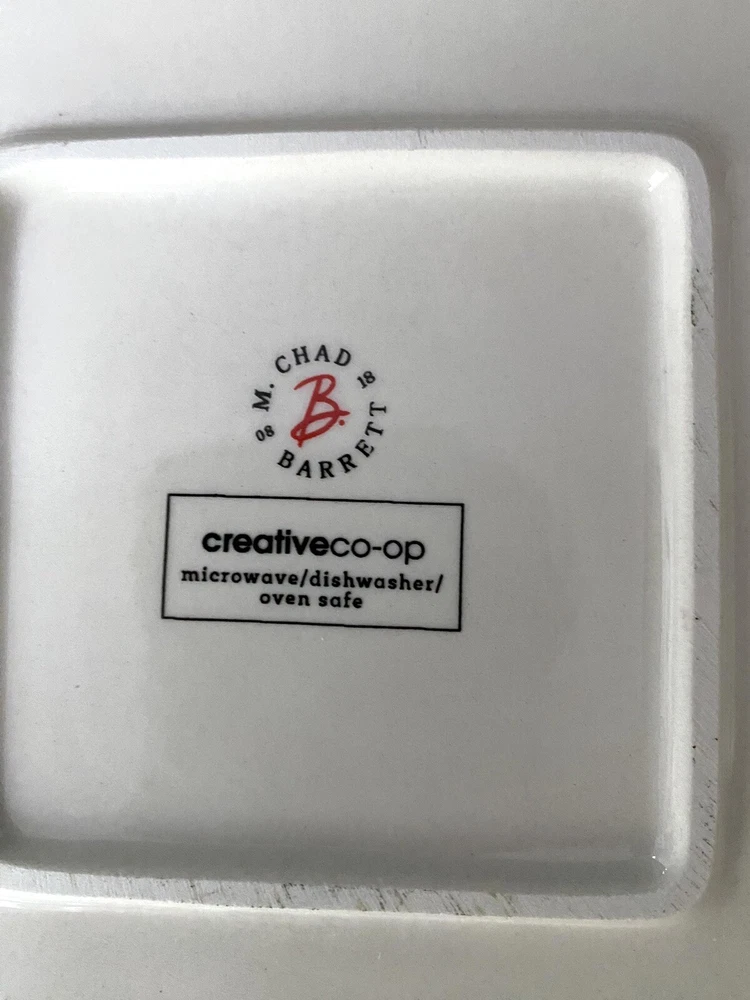 M. CHAD
18
B.
08
BARRETT
creativeco-op
microwave/dishwasher/
oven safe